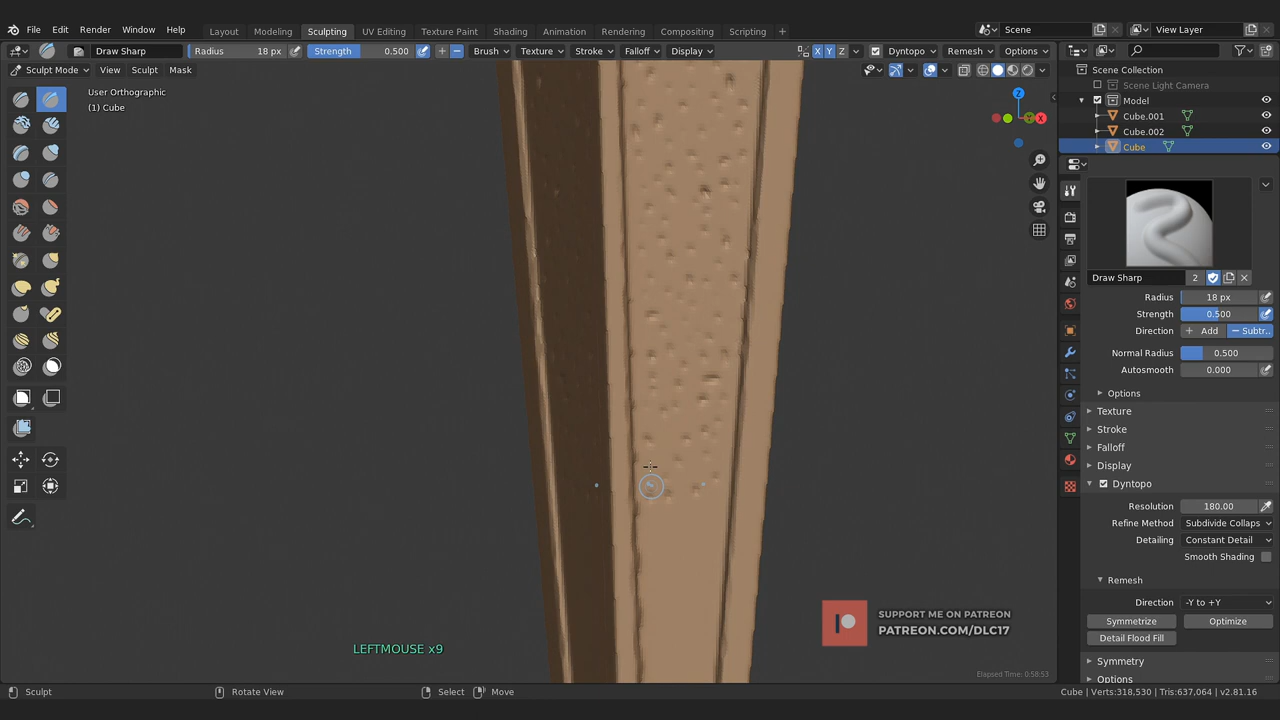 File Edit Render Window Help Layout Modeling Sculpting UV Editing Texture Paint Shading Animation Rendering Compositing Scripting + Scene View Layer
Draw Sharp Radius 18 px Strength 0.500 Brush Texture Stroke Falloff Display X Y Z Dyntopo Remesh Options
Sculpt Mode View Sculpt Mask
User Orthographic
(1) Cube
Z
X
Scene Collection
Scene Light Camera
Model
Cube.001
Cube.002
Cube
Draw Sharp 2
Radius 18 px
Strength 0.500
Direction + Add − Subtr..
Normal Radius 0.500
Autosmooth 0.000
Options
Texture
Stroke
Falloff
Display
Dyntopo
Resolution 180.00
Refine Method Subdivide Collaps
Detailing Constant Detail
Smooth Shading
Remesh
Direction -Y to +Y
Symmetrize Optimize
Detail Flood Fill
Symmetry
Options
SUPPORT ME ON PATREON
PATREON.COM/DLC17
LEFTMOUSE x9
Elapsed Time: 0:58:53
Sculpt Rotate View Select Move Cube | Verts:318,530 | Tris:637,064 | v2.81.16